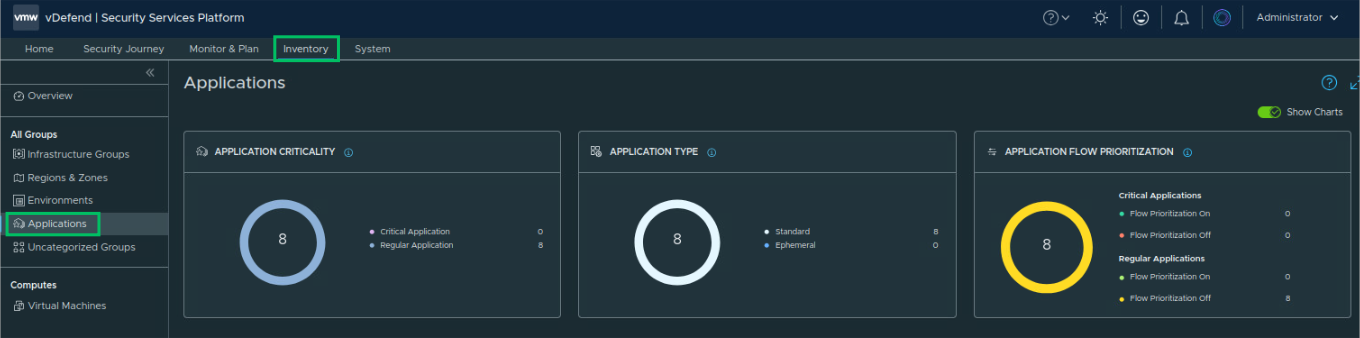 vmw vDefend | Security Services Platform
Administrator
Home Security Journey Monitor & Plan Inventory System
Overview
All Groups
Infrastructure Groups
Regions & Zones
Environments
Applications
Uncategorized Groups
Computes
Virtual Machines
Applications
Show Charts
APPLICATION CRITICALITY
8
Critical Application 0
Regular Application 8
APPLICATION TYPE
8
Standard 8
Ephemeral 0
APPLICATION FLOW PRIORITIZATION
8
Critical Applications
Flow Prioritization On 0
Flow Prioritization Off 0
Regular Applications
Flow Prioritization On 0
Flow Prioritization Off 8